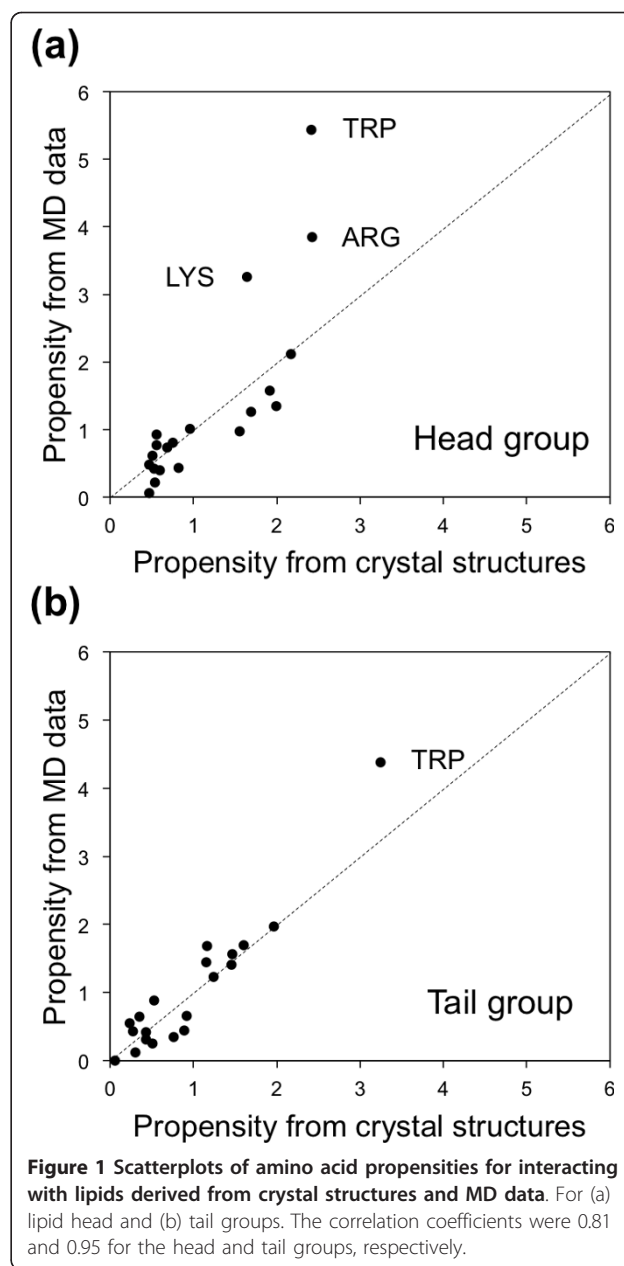 (a)
Propensity from MD data
6
5
4
3
2
1
0
TRP
ARG
LYS
Head group
0 1 2 3 4 5 6
Propensity from crystal structures
(b)
Propensity from MD data
6
5
4
3
2
1
0
TRP
Tail group
0 1 2 3 4 5 6
Propensity from crystal structures
Figure 1 Scatterplots of amino acid propensities for interacting
with lipids derived from crystal structures and MD data. For (a)
lipid head and (b) tail groups. The correlation coefficients were 0.81
and 0.95 for the head and tail groups, respectively.